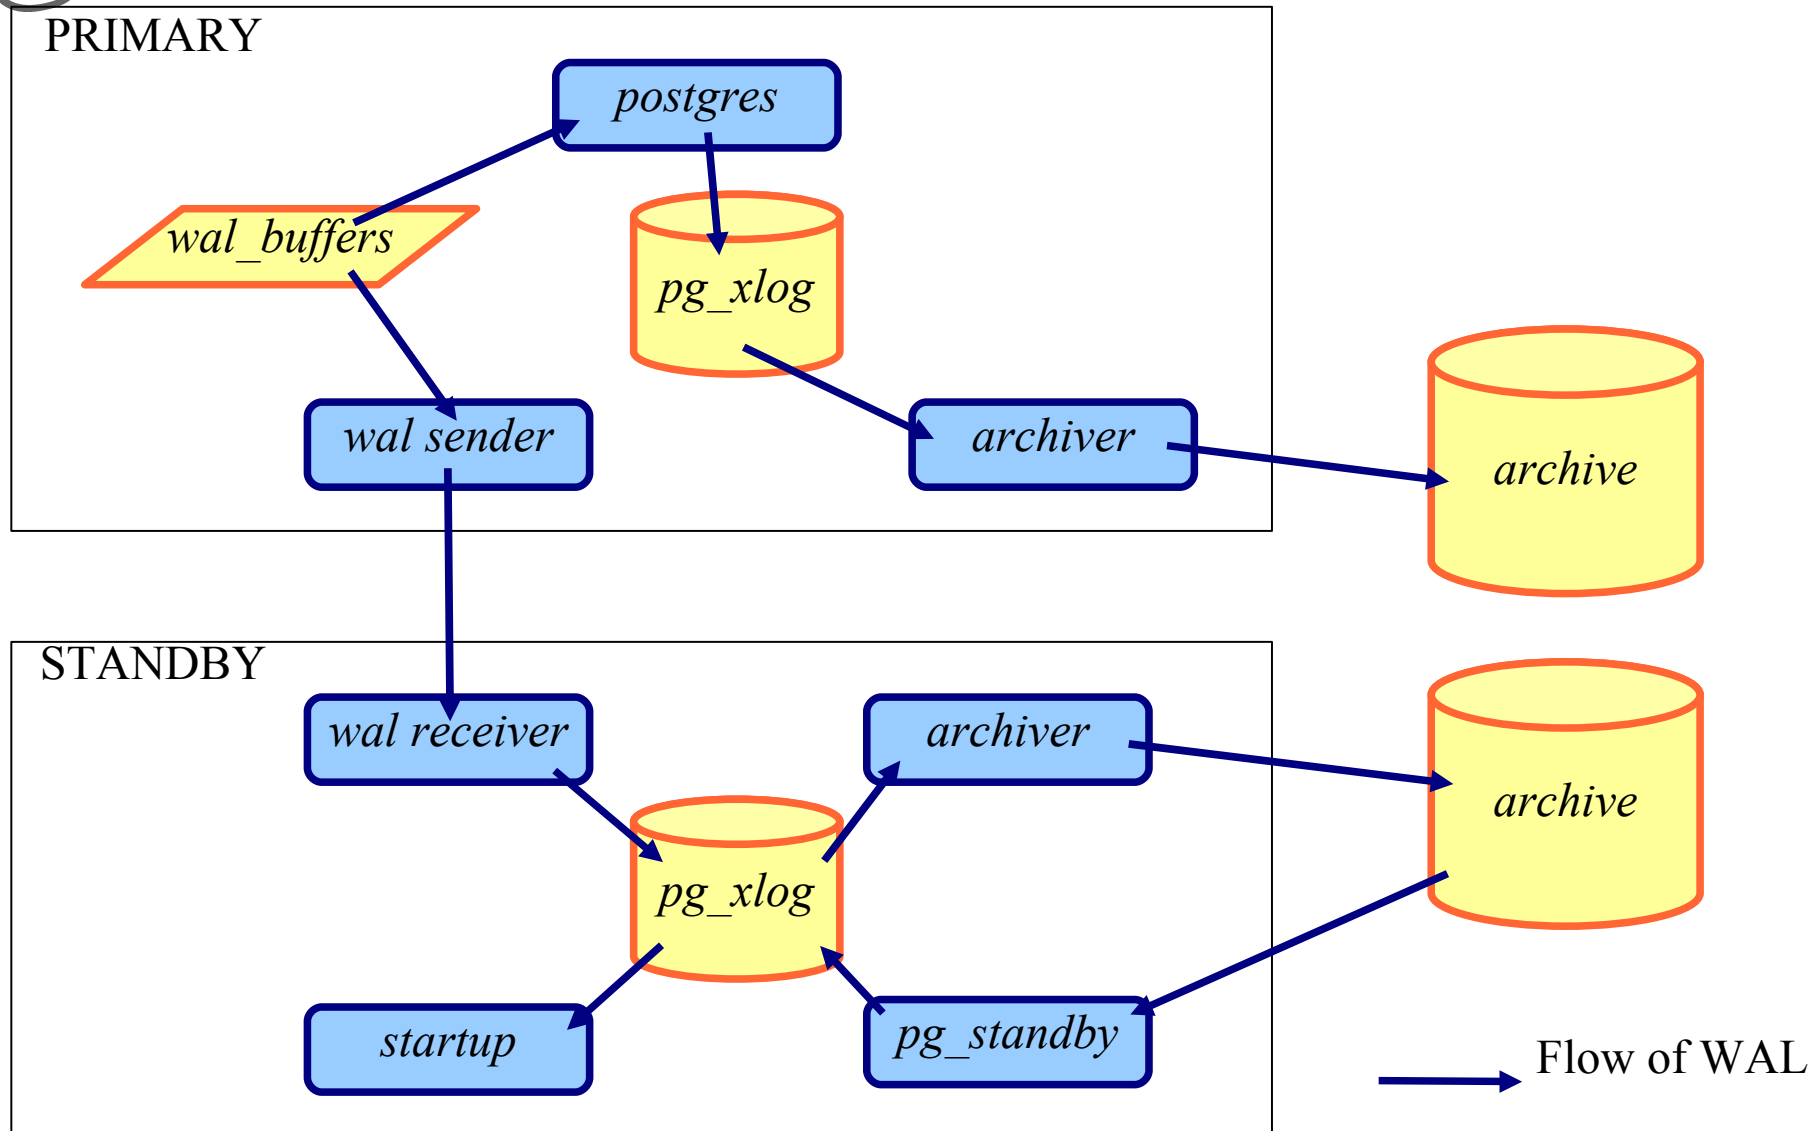 PRIMARY
postgres
wal_buffers
pg_xlog
wal sender
archiver
archive
STANDBY
wal receiver
archiver
archive
pg_xlog
startup
pg_standby
Flow of WAL